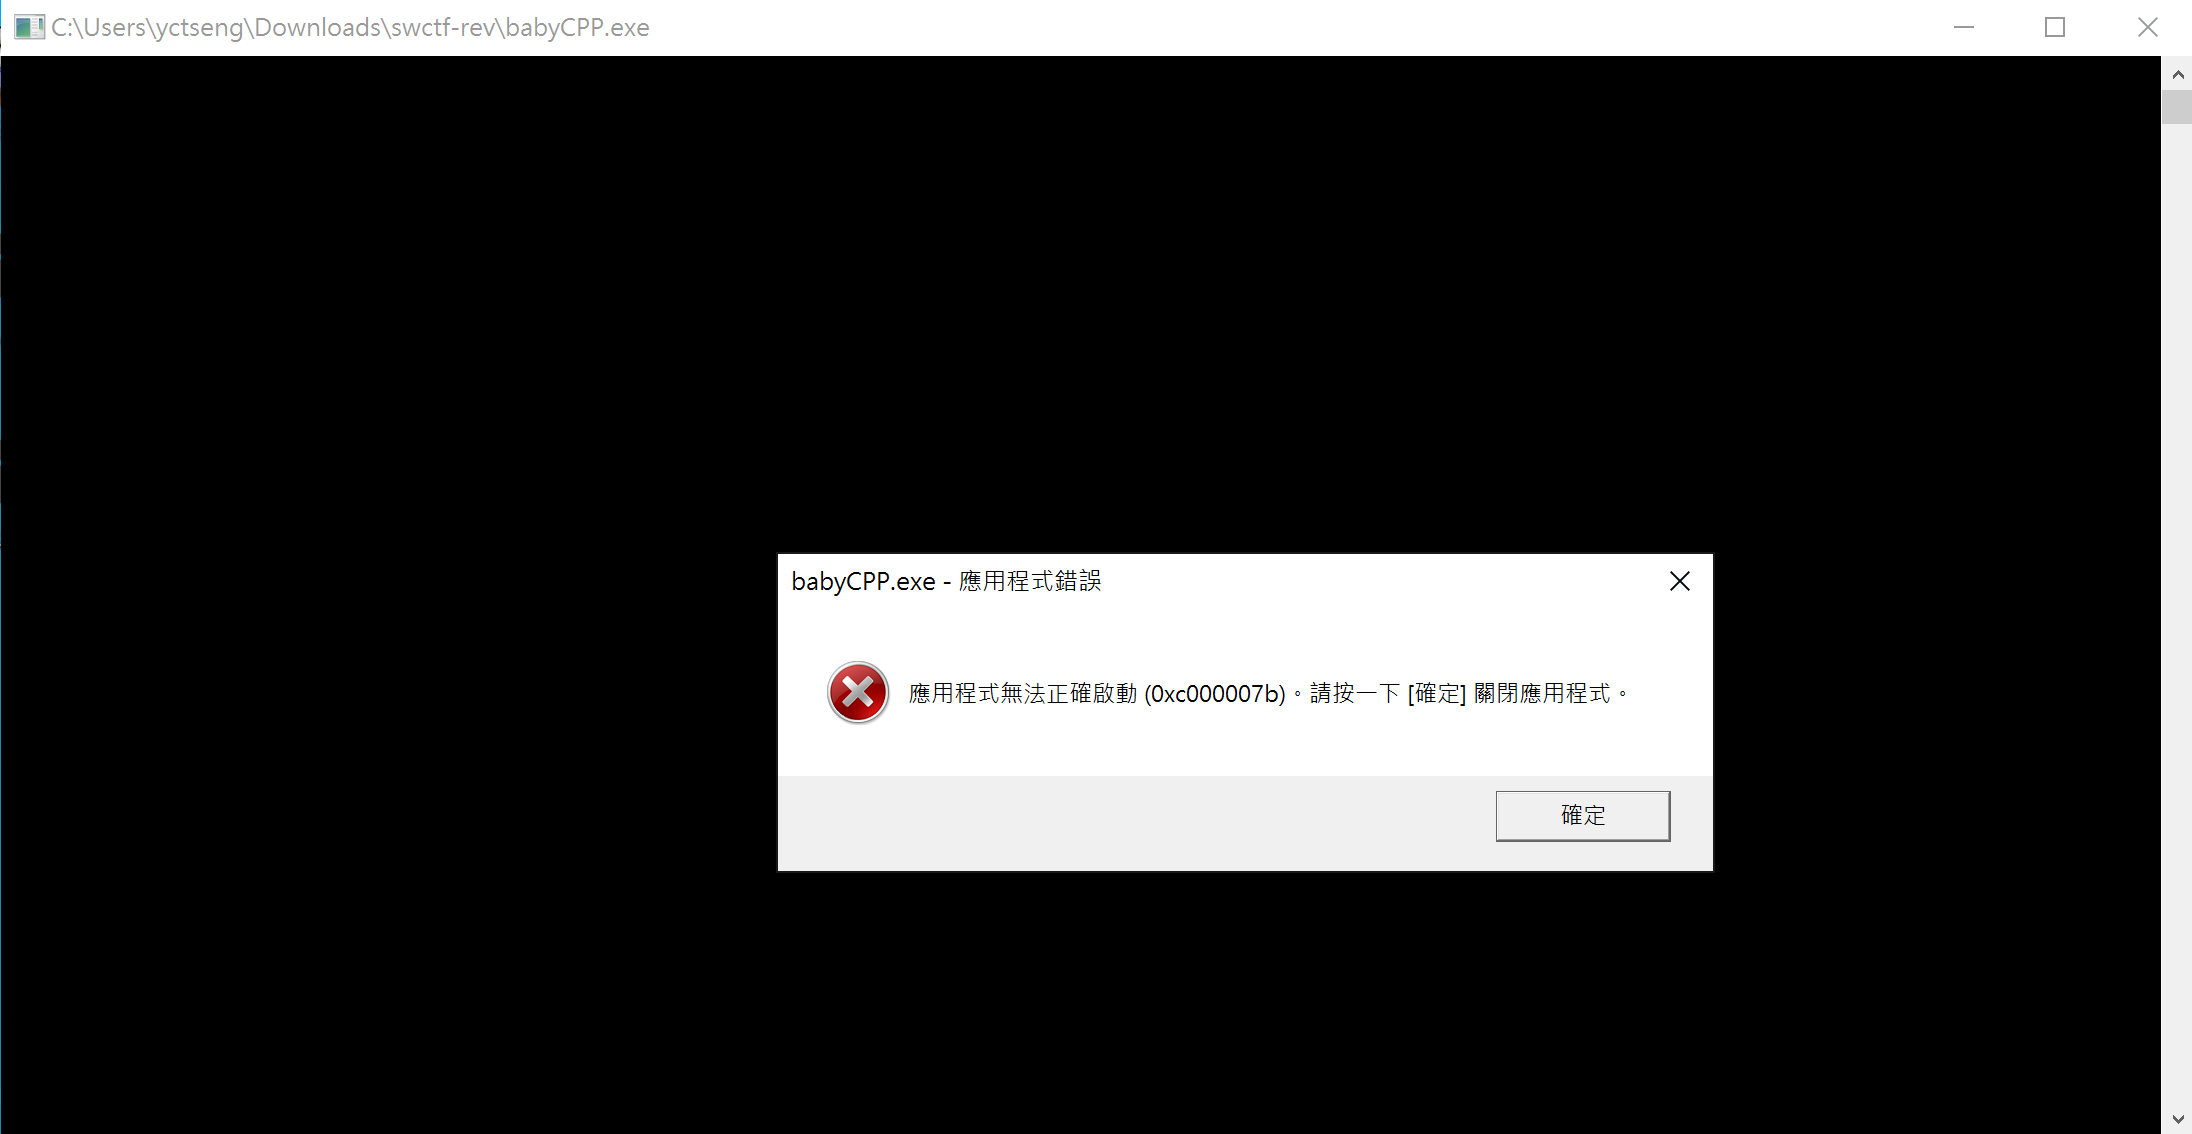 C:\Users\yctseng\Downloads\swctf-rev\babyCPP.exe
babyCPP.exe - 應用程式錯誤
應用程式無法正確啟動 (0xc000007b)。請按一下 [確定] 關閉應用程式。
確定